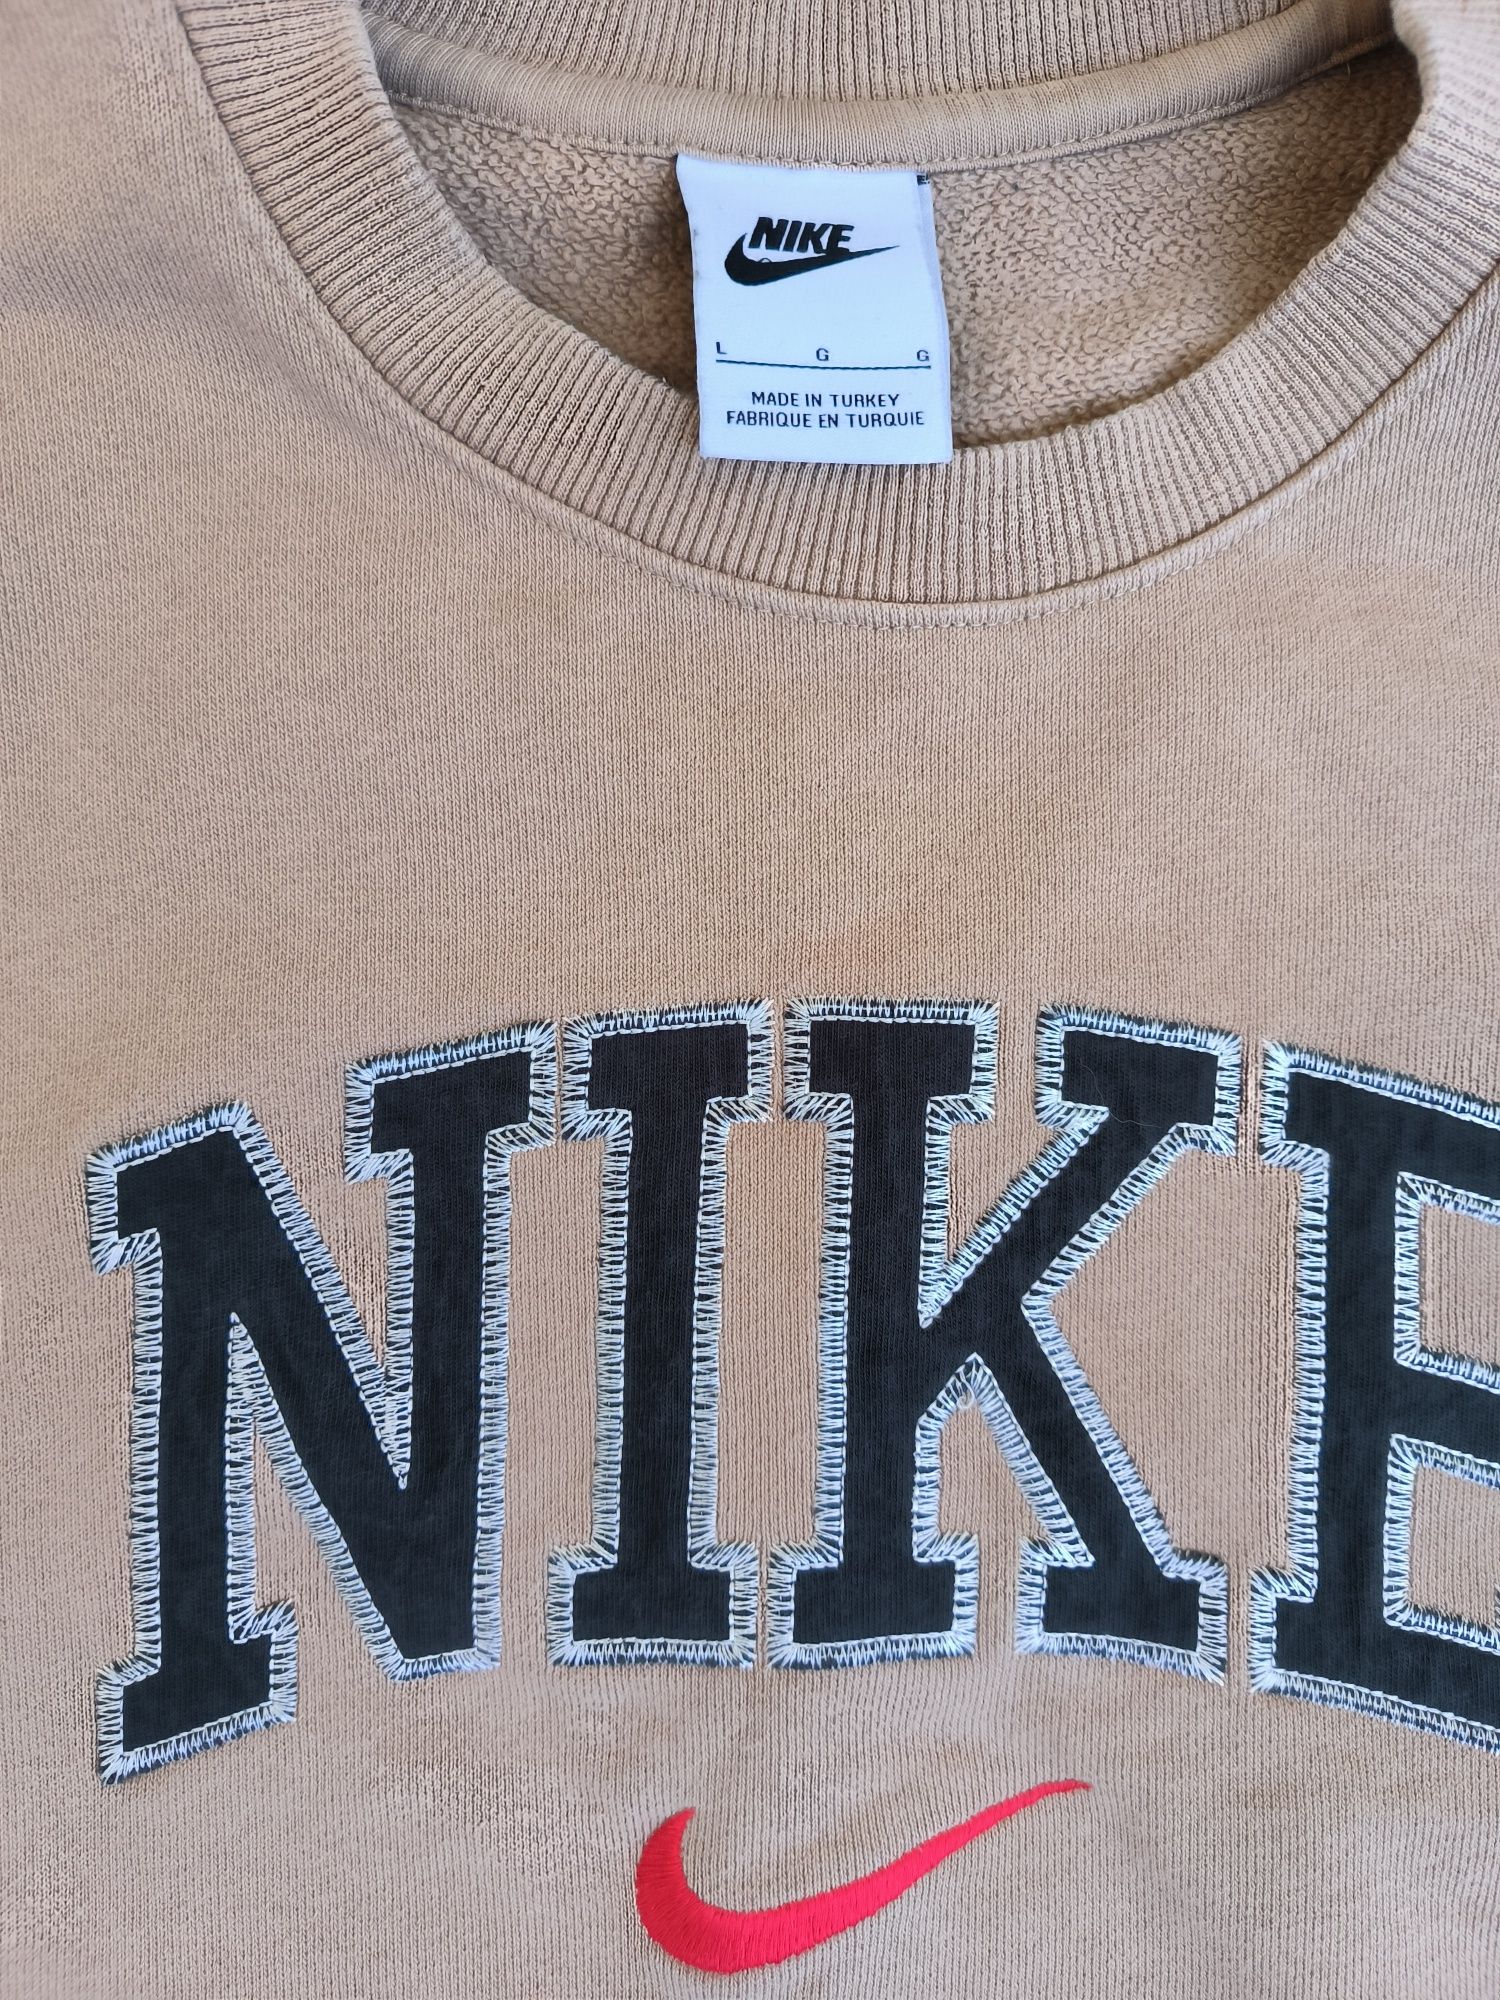 NIKE
L G G
MADE IN TURKEY
FABRIQUE EN TURQUIE
NIKE